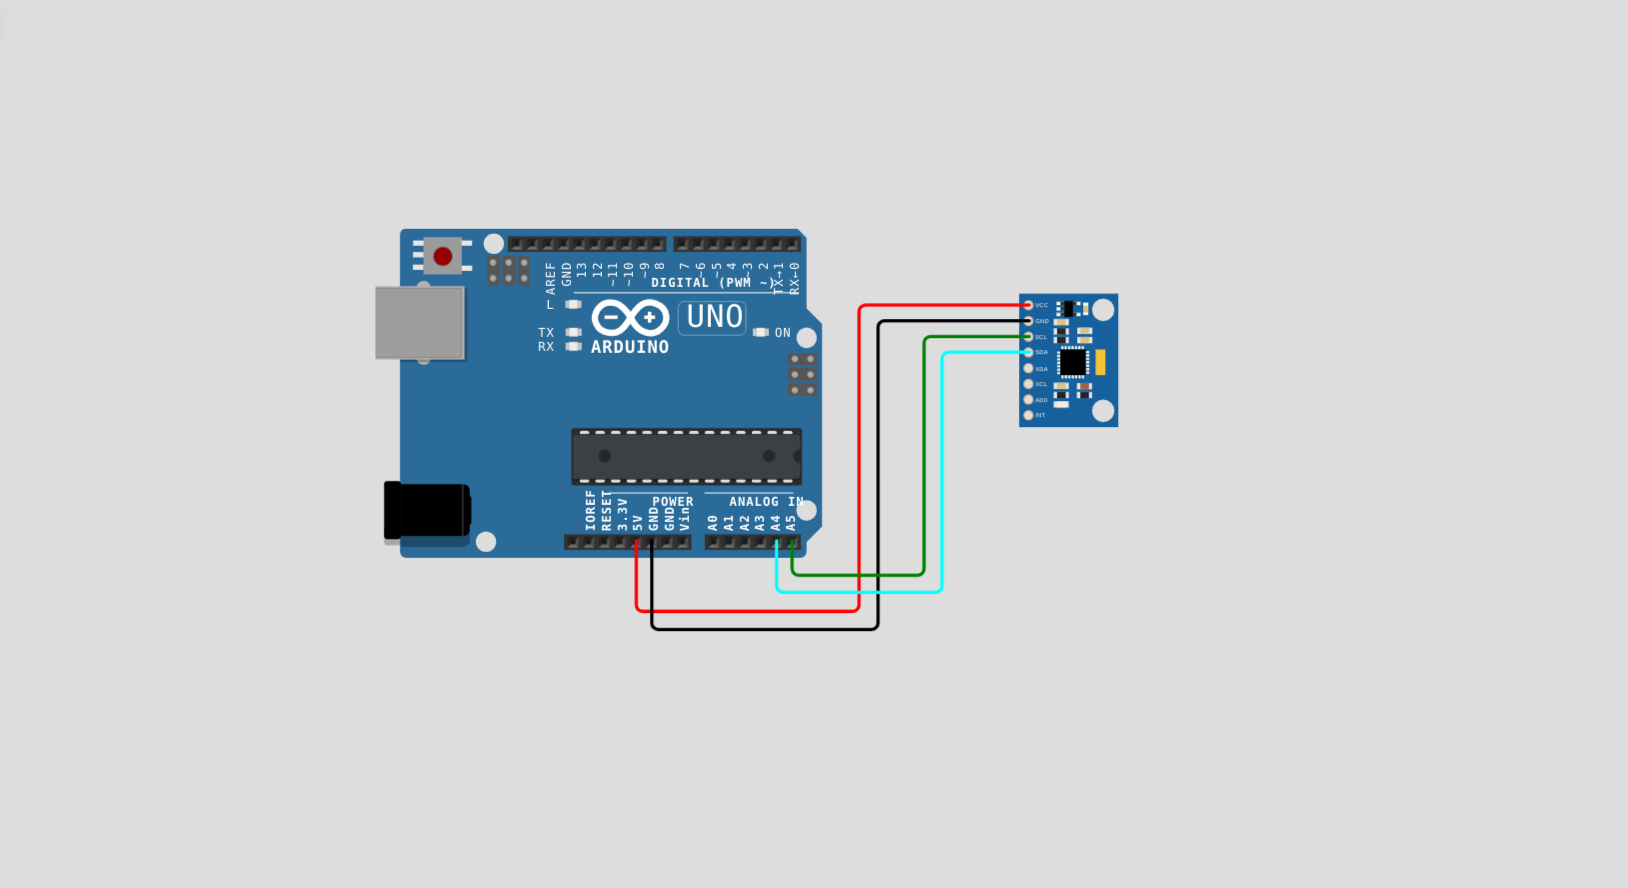 AREF
GND
13
12
~11
~10
~9
8
7
~6
~5
4
~3
2
TX→1
RX←0
DIGITAL (PWM ~)
L
TX
RX
UNO
ARDUINO
ON
IOREF
RESET
3.3V
5V
GND
GND
Vin
POWER
ANALOG IN
A0
A1
A2
A3
A4
A5
VCC
GND
SCL
SDA
XDA
XCL
AD0
INT